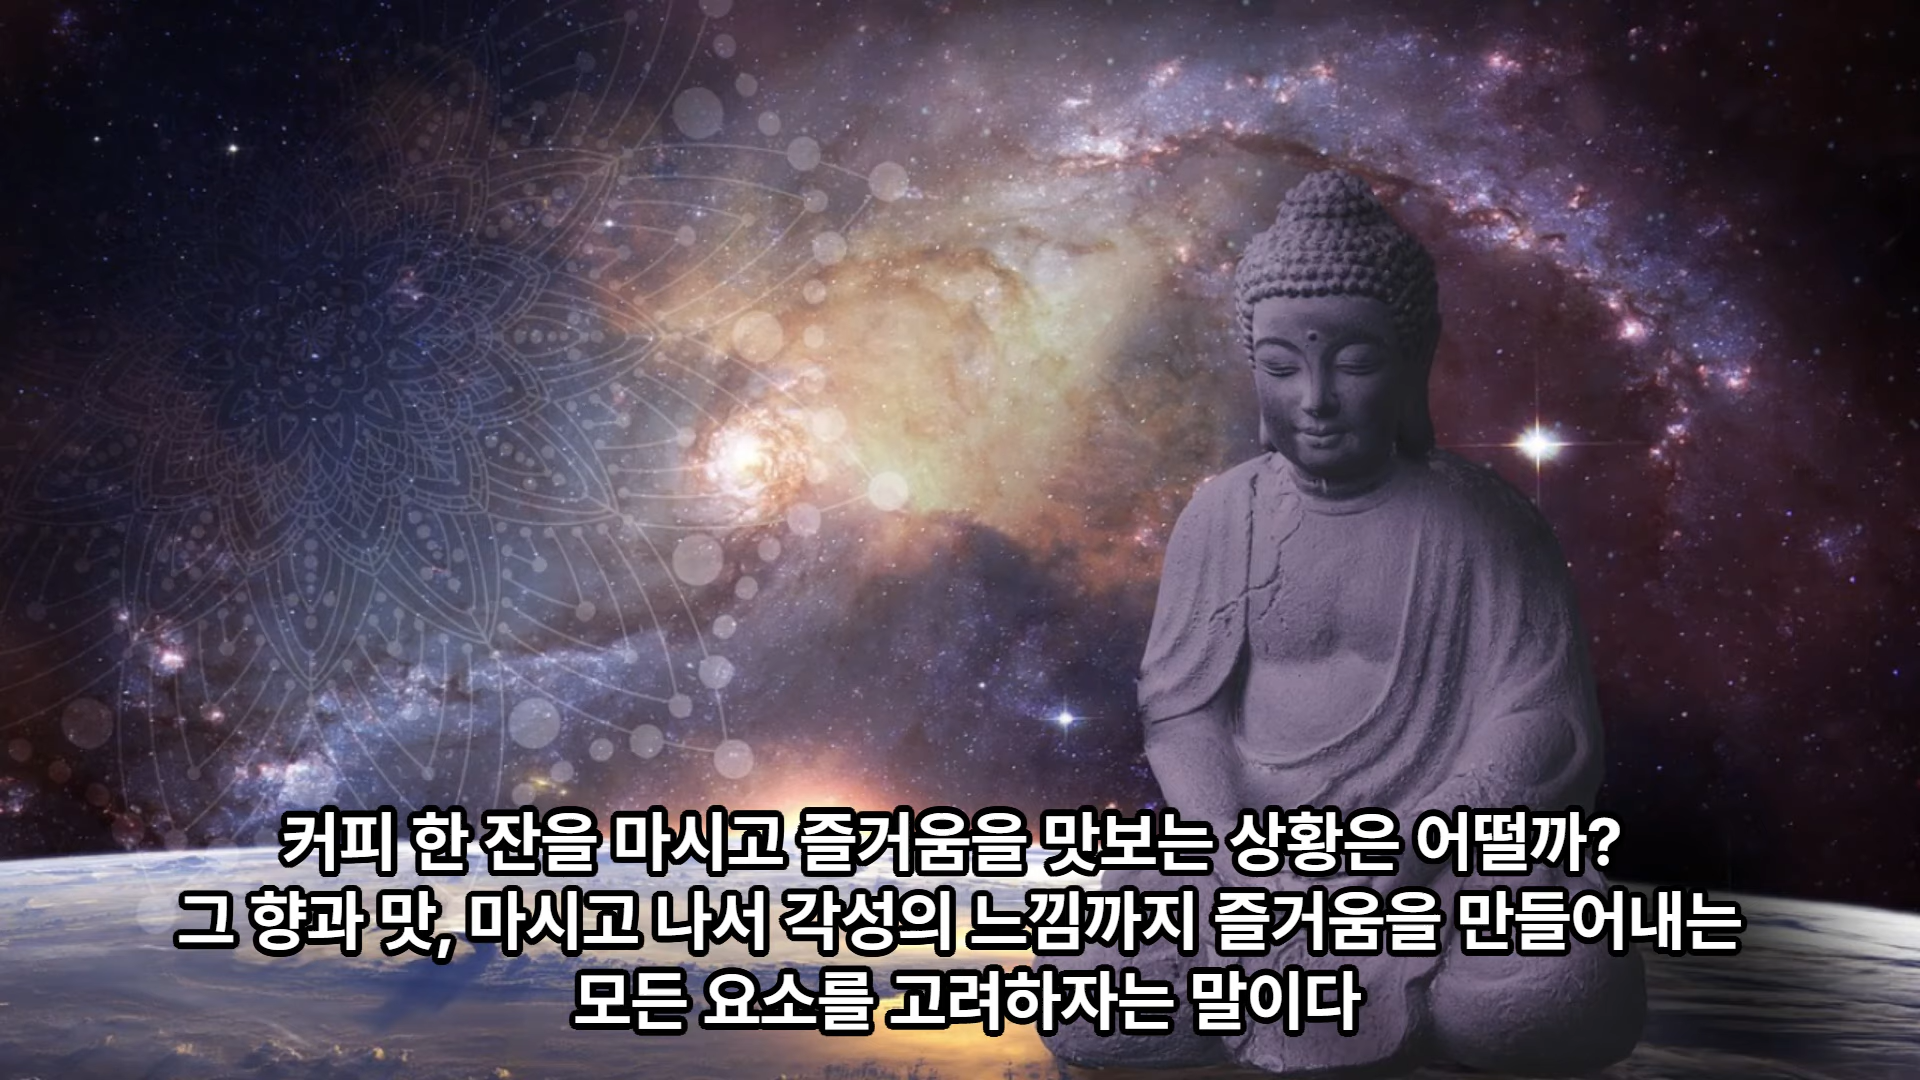 커피 한 잔을 마시고 즐거움을 맛보는 상황은 어떨까?
그 향과 맛, 마시고 나서 각성의 느낌까지 즐거움을 만들어내는
모든 요소를 고려하자는 말이다